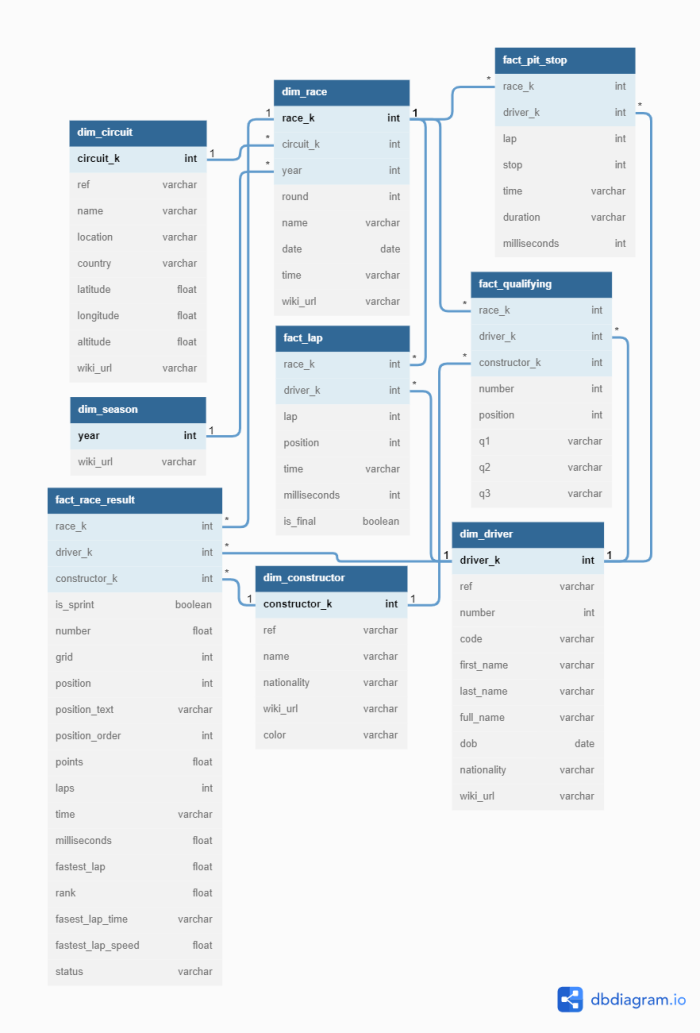 fact_pit_stop
race_k int
driver_k int
lap int
stop int
time varchar
duration varchar
milliseconds int
*
*
dim_race
race_k int
circuit_k int
year int
round int
name varchar
date date
time varchar
wiki_url varchar
1
*
*
1
dim_circuit
circuit_k int
ref varchar
name varchar
location varchar
country varchar
latitude float
longitude float
altitude float
wiki_url varchar
1
fact_qualifying
race_k int
driver_k int
constructor_k int
number int
position int
q1 varchar
q2 varchar
q3 varchar
*
*
*
fact_lap
race_k int
driver_k int
lap int
position int
time varchar
milliseconds int
is_final boolean
*
*
dim_season
year int
wiki_url varchar
1
fact_race_result
race_k int
driver_k int
constructor_k int
is_sprint boolean
number float
grid int
position int
position_text varchar
position_order int
points float
laps int
time varchar
milliseconds float
fastest_lap float
rank float
fasest_lap_time varchar
fastest_lap_speed float
status varchar
*
*
*
dim_constructor
constructor_k int
ref varchar
name varchar
nationality varchar
wiki_url varchar
color varchar
1
1
dim_driver
driver_k int
ref varchar
number int
code varchar
first_name varchar
last_name varchar
full_name varchar
dob date
nationality varchar
wiki_url varchar
1
1
dbdiagram.io